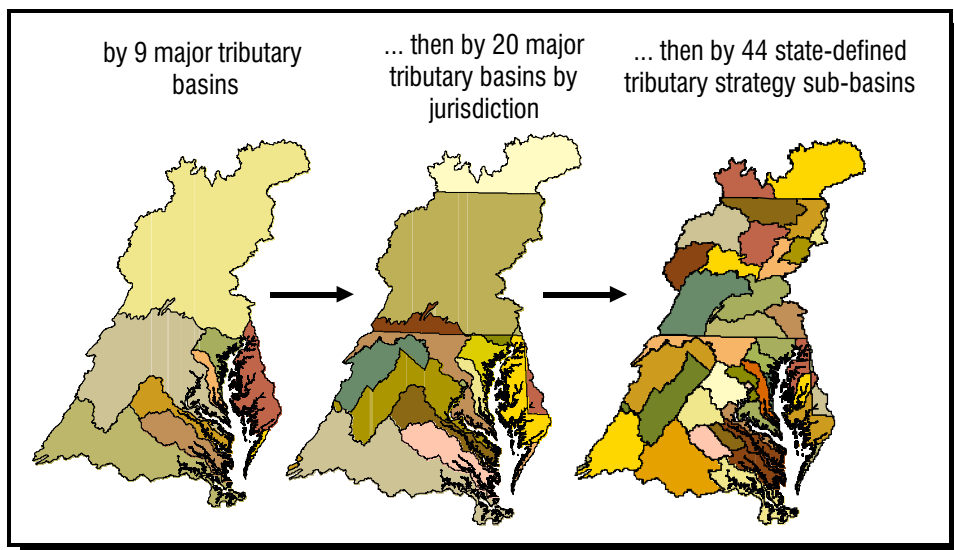 by 9 major tributary
basins
... then by 20 major
tributary basins by
jurisdiction
... then by 44 state-defined
tributary strategy sub-basins